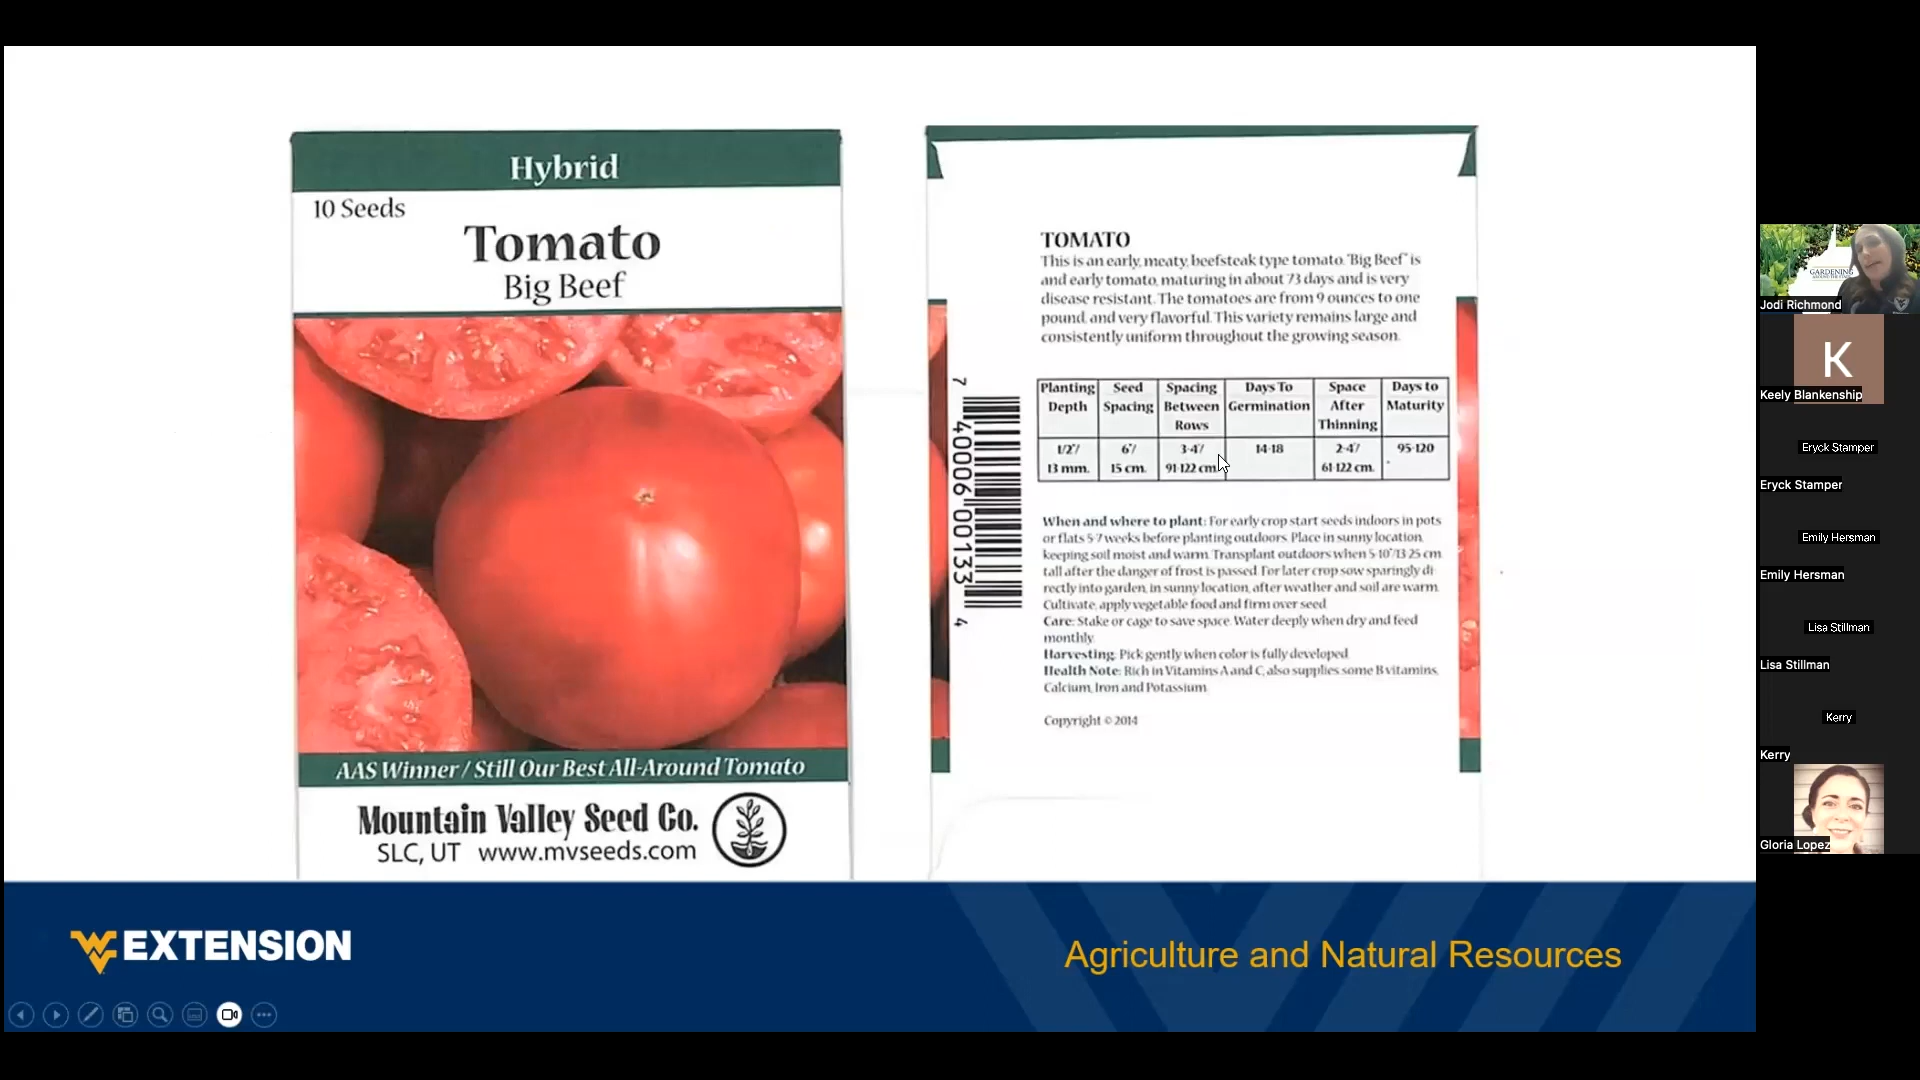 Hybrid
10 Seeds
Tomato
Big Beef
AAS Winner / Still Our Best All-Around Tomato
Mountain Valley Seed Co.
SLC, UT www.mvseeds.com
7 40006 00133 4
TOMATO
This is an early, meaty, beefsteak type tomato. "Big Beef" is
and early tomato, maturing in about 73 days and is very
disease resistant. The tomatoes are from 9 ounces to one
pound, and very flavorful. This variety remains large and
consistently uniform throughout the growing season.
Planting Depth
Seed Spacing
Spacing Between Rows
Days To Germination
Space After Thinning
Days to Maturity
1/2"/ 13 mm.
6"/ 15 cm.
3-4'/ 91-122 cm.
14-18
2-4'/ 61-122 cm.
95-120
When and where to plant: For early crop start seeds indoors in pots
or flats 5-7 weeks before planting outdoors. Place in sunny location,
keeping soil moist and warm. Transplant outdoors when 5-10"/13-25 cm
tall after the danger of frost is passed. For later crop sow sparingly di-
rectly into garden, in sunny location, after weather and soil are warm.
Cultivate, apply vegetable food and firm over seed.
Care: Stake or cage to save space. Water deeply when dry and feed
monthly.
Harvesting: Pick gently when color is fully developed.
Health Note: Rich in Vitamins A and C, also supplies some B vitamins,
Calcium, Iron and Potassium.
Copyright © 2014
WV EXTENSION
Agriculture and Natural Resources
GARDENING
Jodi Richmond
K
Keely Blankenship
Eryck Stamper
Eryck Stamper
Emily Hersman
Emily Hersman
Lisa Stillman
Lisa Stillman
Kerry
Kerry
Gloria Lopez